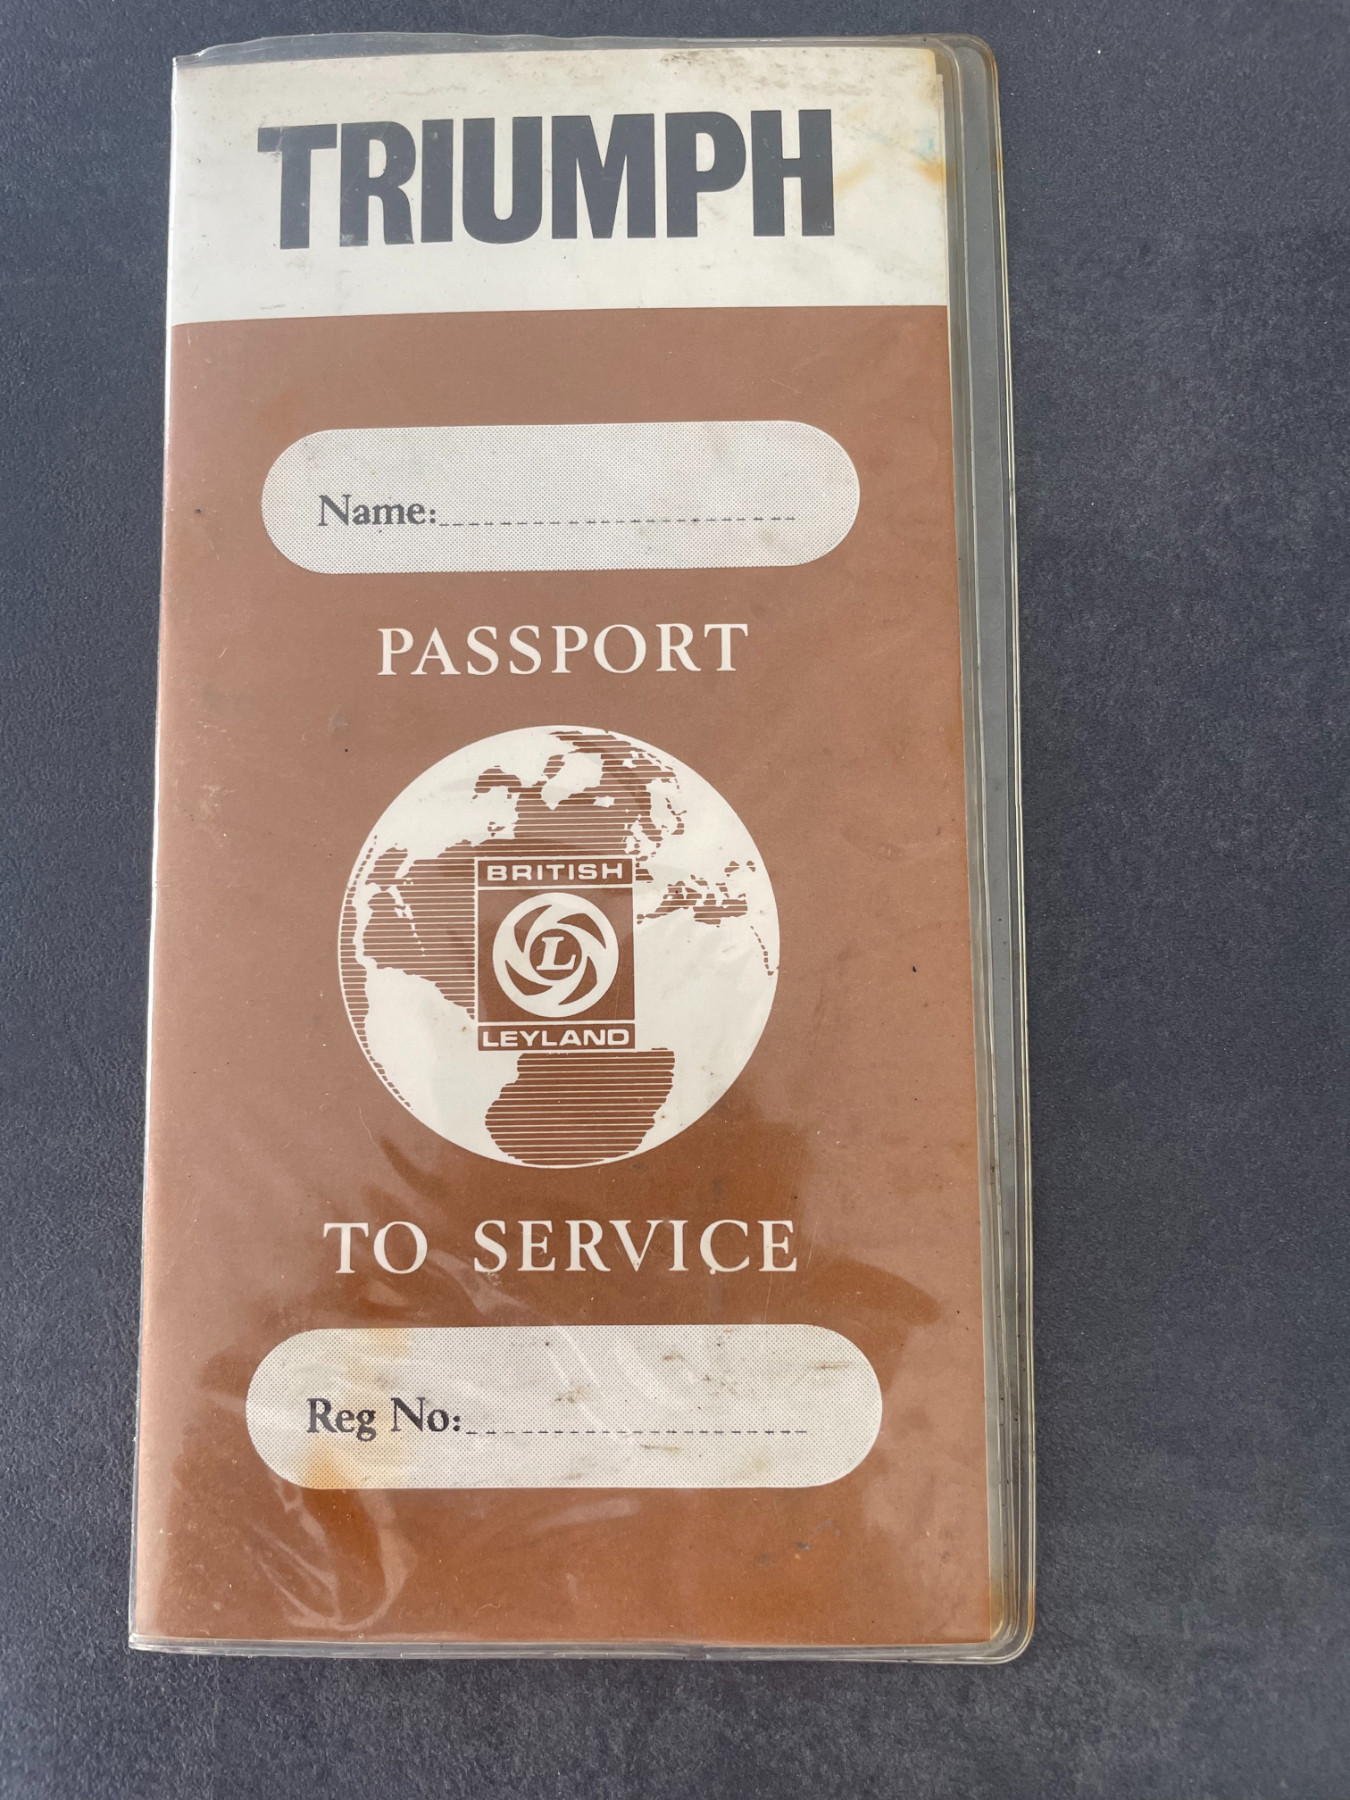 TRIUMPH
Name:
PASSPORT
BRITISH
L
LEYLAND
TO SERVICE
Reg No: